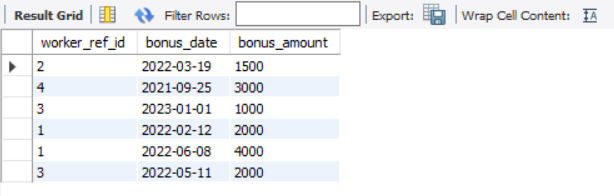 Result Grid Filter Rows: Export: Wrap Cell Content: IA
worker_ref_id bonus_date bonus_amount
2 2022-03-19 1500
4 2021-09-25 3000
3 2023-01-01 1000
1 2022-02-12 2000
1 2022-06-08 4000
3 2022-05-11 2000